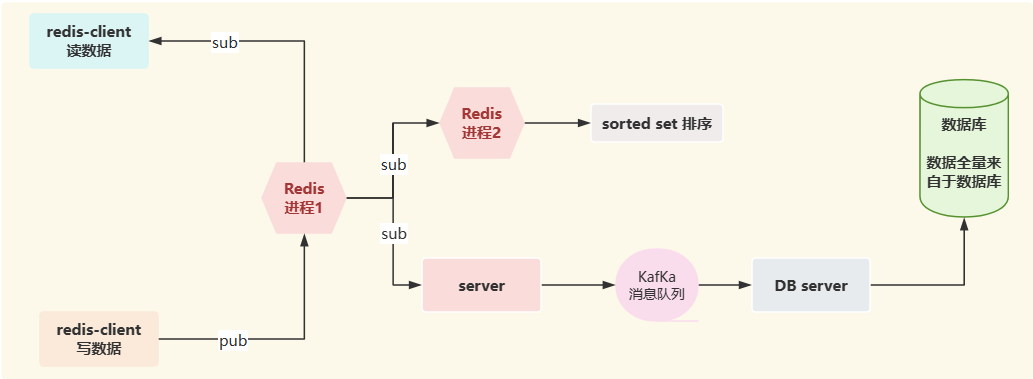 redis-client
读数据
sub
Redis
进程1
pub
redis-client
写数据
sub
Redis
进程2
sorted set 排序
sub
server
KafKa
消息队列
DB server
数据库
数据全量来
自于数据库